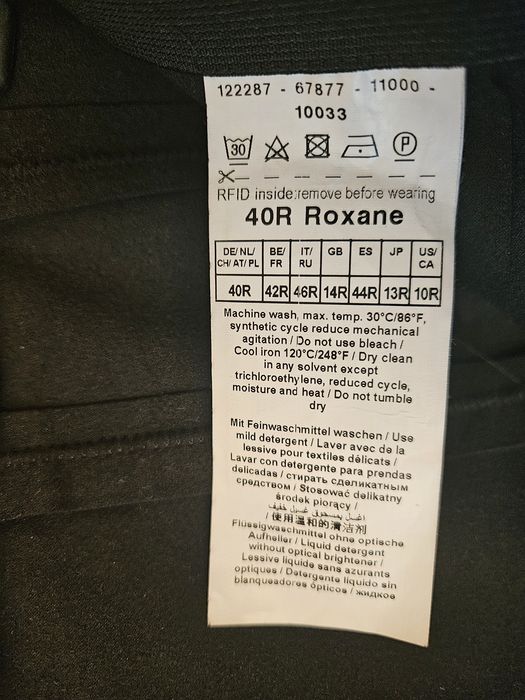 122287 - 67877 - 11000 -
10033
30 P
RFID inside:remove before wearing
40R Roxane
DE/NL/ CH/AT/PL BE/ FR IT/ RU GB ES JP US/ CA
40R 42R 46R 14R 44R 13R 10R
Machine wash, max. temp. 30°C/86°F,
synthetic cycle reduce mechanical
agitation / Do not use bleach /
Cool iron 120°C/248°F / Dry clean
in any solvent except
trichloroethylene, reduced cycle,
moisture and heat / Do not tumble
dry
Mit Feinwaschmittel waschen / Use
mild detergent / Laver avec de la
lessive pour textiles délicats /
Lavar con detergente para prendas
delicadas / стирать сделикатным
средством / Stosować delikatny
środek piorący /
اغسل بمسحوق غسيل خفيف
/ 使用温和的清洁剂
Flüssigwaschmittel ohne optische
Aufheller / Liquid detergent
without optical brightener /
Lessive liquide sans azurants
optiques / Detergente liquido sin
blanqueadores ópticos / жидкое